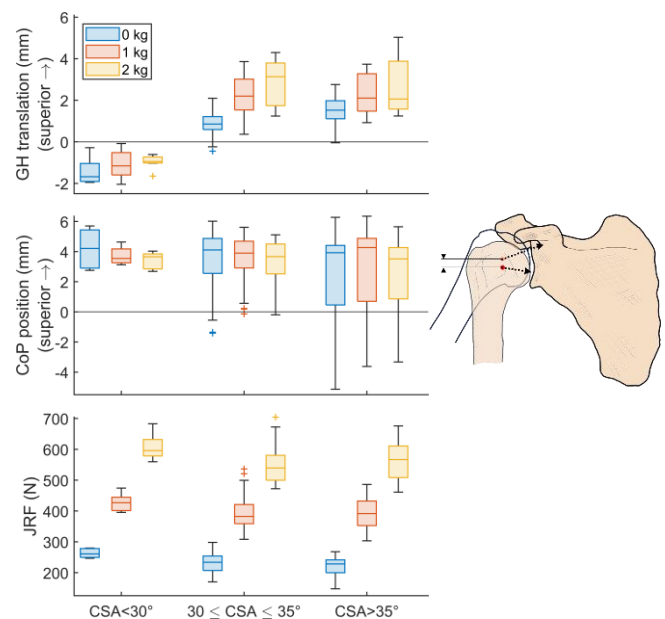 GH translation (mm)
(superior →)
6
4
2
0
-2
0 kg
1 kg
2 kg
CoP position (mm)
(superior →)
6
4
2
0
-2
-4
JRF (N)
700
600
500
400
300
200
CSA<30°
30 ≤ CSA ≤ 35°
CSA>35°